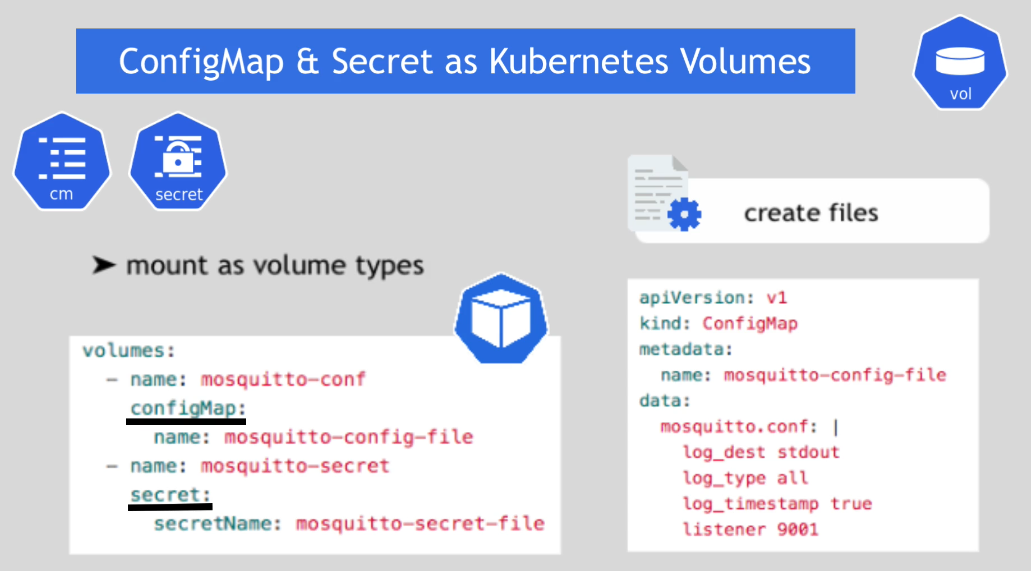 ConfigMap & Secret as Kubernetes Volumes
vol
cm
secret
➤ mount as volume types
volumes:
  - name: mosquitto-conf
    configMap:
      name: mosquitto-config-file
  - name: mosquitto-secret
    secret:
      secretName: mosquitto-secret-file
create files
apiVersion: v1
kind: ConfigMap
metadata:
  name: mosquitto-config-file
data:
  mosquitto.conf: |
    log_dest stdout
    log_type all
    log_timestamp true
    listener 9001